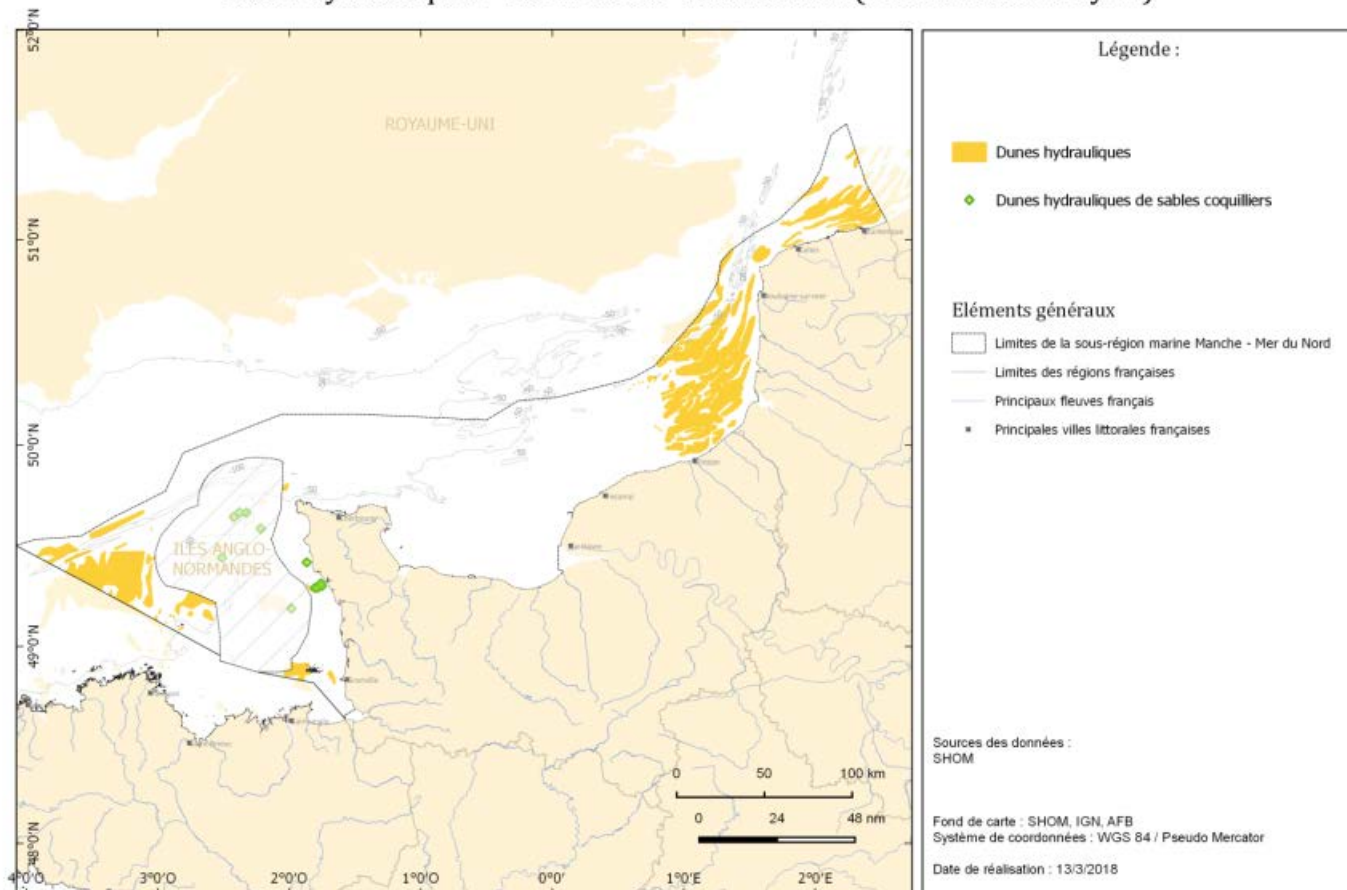 52°0'N
51°0'N
50°0'N
49°0'N
48°0'N
4°0'O
3°0'O
2°0'O
1°0'O
0°0'
1°0'E
2°0'E
ROYAUME-UNI
ILES ANGLO-
NORMANDES
-100
-50
0 50 100 km
0 24 48 nm
Légende :
Dunes hydrauliques
Dunes hydrauliques de sables coquilliers
Eléments généraux
Limites de la sous-région marine Manche - Mer du Nord
Limites des régions françaises
Principaux fleuves français
Principales villes littorales françaises
Sources des données :
SHOM
Fond de carte : SHOM, IGN, AFB
Système de coordonnées : WGS 84 / Pseudo Mercator
Date de réalisation : 13/3/2018